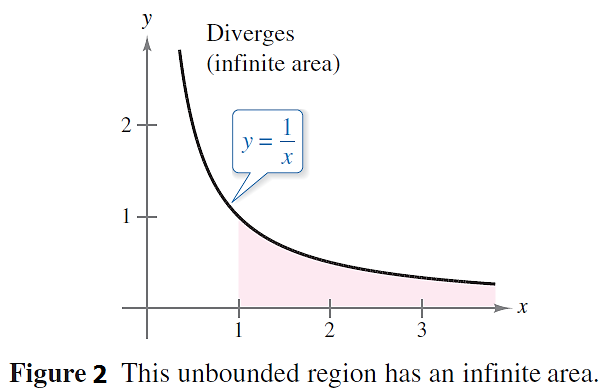 y
Diverges
(infinite area)
2
y = 1/x
1
x
1 2 3
Figure 2 This unbounded region has an infinite area.